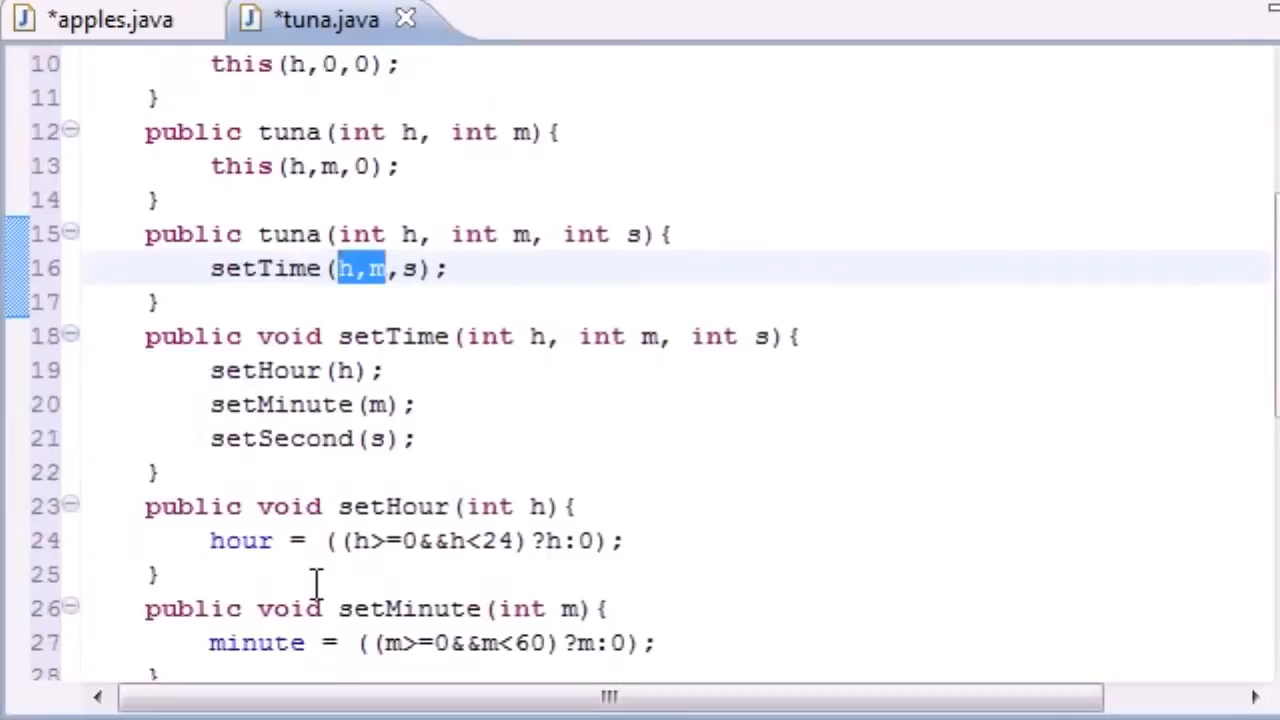 *apples.java *tuna.java
10 this(h,0,0);
11 }
12 public tuna(int h, int m){
13 this(h,m,0);
14 }
15 public tuna(int h, int m, int s){
16 setTime(h,m,s);
17 }
18 public void setTime(int h, int m, int s){
19 setHour(h);
20 setMinute(m);
21 setSecond(s);
22 }
23 public void setHour(int h){
24 hour = ((h>=0&&h<24)?h:0);
25 }
26 public void setMinute(int m){
27 minute = ((m>=0&&m<60)?m:0);
28 }